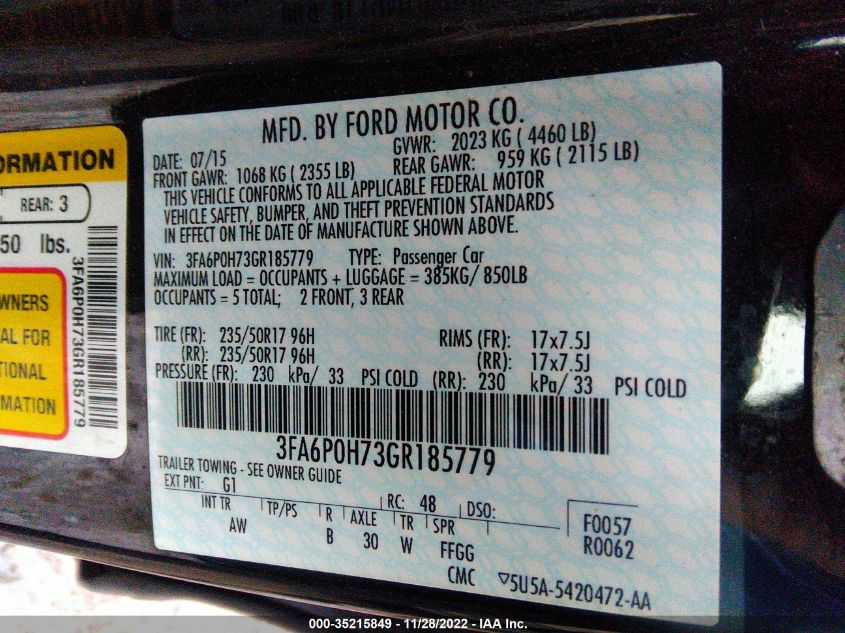 ORMATION
REAR: 3
50 lbs.
3FA6P0H73GR185779
WNERS
AL FOR
TIONAL
RMATION
MFD. BY FORD MOTOR CO.
DATE: 07/15 GVWR: 2023 KG ( 4460 LB)
FRONT GAWR: 1068 KG ( 2355 LB) REAR GAWR: 959 KG ( 2115 LB)
THIS VEHICLE CONFORMS TO ALL APPLICABLE FEDERAL MOTOR
VEHICLE SAFETY, BUMPER, AND THEFT PREVENTION STANDARDS
IN EFFECT ON THE DATE OF MANUFACTURE SHOWN ABOVE.
VIN: 3FA6P0H73GR185779 TYPE: Passenger Car
MAXIMUM LOAD = OCCUPANTS + LUGGAGE = 385KG/ 850LB
OCCUPANTS = 5 TOTAL; 2 FRONT, 3 REAR
TIRE (FR): 235/50R17 96H RIMS (FR): 17x7.5J
(RR): 235/50R17 96H (RR): 17x7.5J
PRESSURE (FR): 230 kPa/ 33 PSI COLD (RR): 230 kPa/ 33 PSI COLD
3FA6P0H73GR185779
TRAILER TOWING - SEE OWNER GUIDE
EXT PNT: G1 RC: 48 DSO:
INT TR TP/PS R AXLE TR SPR F0057
AW B 30 W FFGG R0062
CMC ▽5U5A-5420472-AA
000-35215849 - 11/28/2022 - IAA Inc.